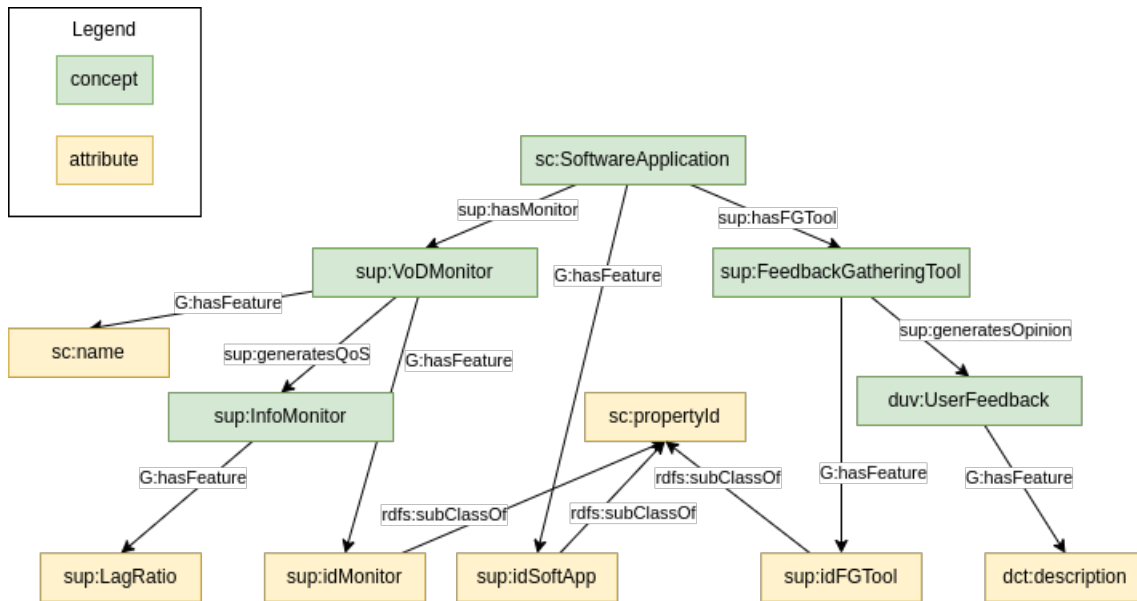 Legend
concept
attribute
sc:SoftwareApplication
sup:hasMonitor
sup:hasFGTool
sup:VoDMonitor
G:hasFeature
sup:FeedbackGatheringTool
G:hasFeature
sc:name
sup:generatesQoS
G:hasFeature
sup:generatesOpinion
sup:InfoMonitor
sc:propertyId
duv:UserFeedback
G:hasFeature
rdfs:subClassOf
rdfs:subClassOf
rdfs:subClassOf
G:hasFeature
G:hasFeature
sup:LagRatio
sup:idMonitor
sup:idSoftApp
sup:idFGTool
dct:description